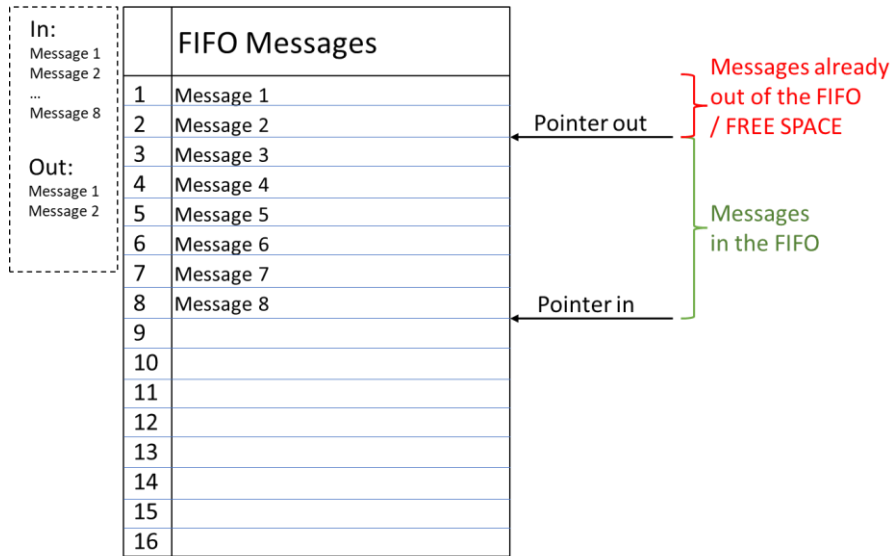 In:
Message 1
Message 2
...
Message 8
Out:
Message 1
Message 2
FIFO Messages
1 Message 1
2 Message 2
3 Message 3
4 Message 4
5 Message 5
6 Message 6
7 Message 7
8 Message 8
9
10
11
12
13
14
15
16
Pointer out
Pointer in
Messages already
out of the FIFO
/ FREE SPACE
Messages
in the FIFO